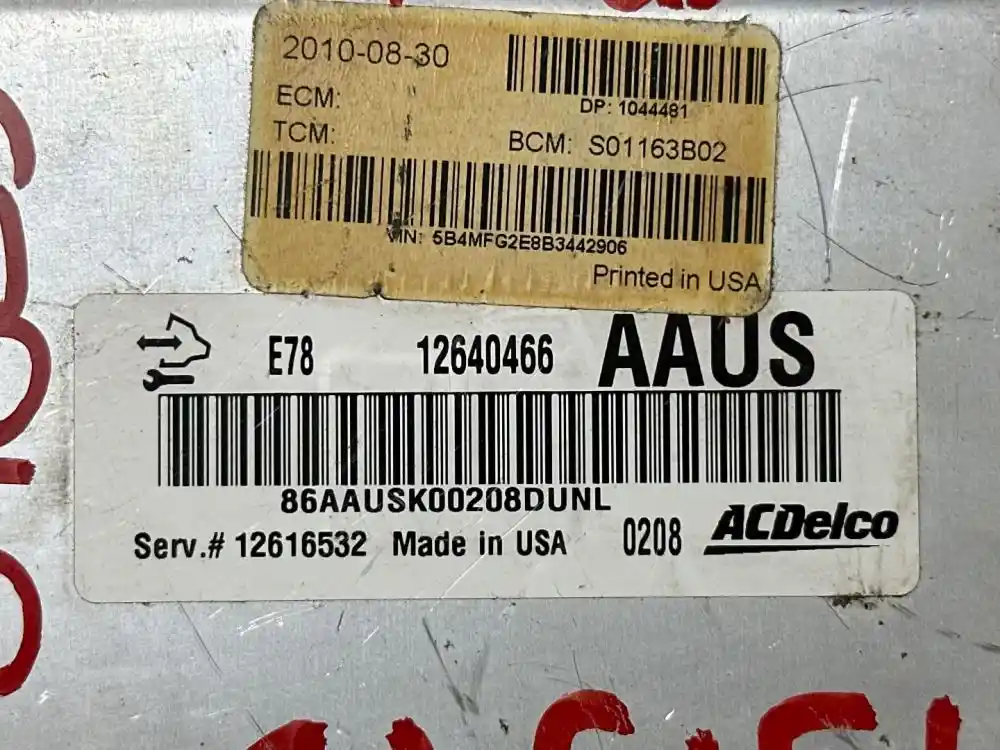 2010-08-30
DP: 1044481
ECM:
TCM:
BCM: S01163B02
VIN: 5B4MFG2E8B3442906
Printed in USA
E78 12640466 AAUS
86AAUSK00208DUNL
Serv.# 12616532 Made in USA 0208 ACDelco